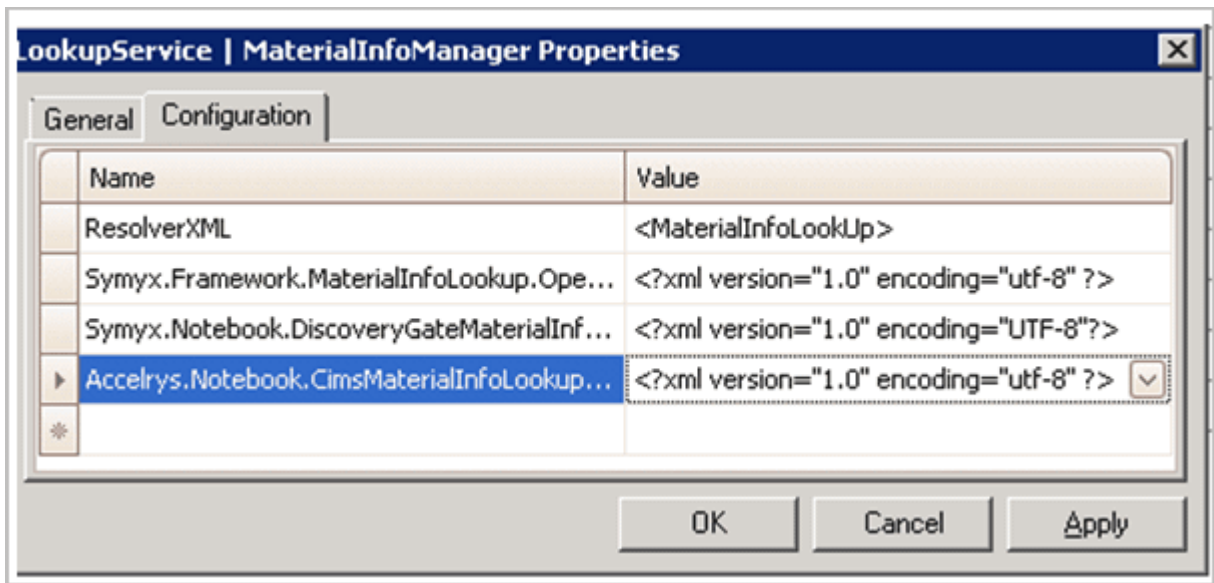 LookupService | MaterialInfoManager Properties
General Configuration
Name Value
ResolverXML <MaterialInfoLookUp>
Symyx.Framework.MaterialInfoLookup.Ope... <?xml version="1.0" encoding="utf-8" ?>
Symyx.Notebook.DiscoveryGateMaterialInf... <?xml version="1.0" encoding="UTF-8"?>
Accelrys.Notebook.CimsMaterialInfoLookup... <?xml version="1.0" encoding="utf-8" ?>
OK Cancel Apply